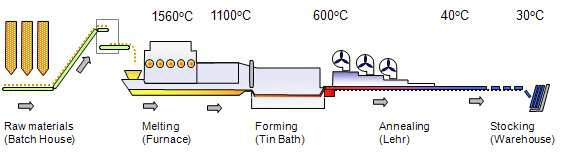 1560°C 1100°C 600°C 40°C 30°C
Raw materials
(Batch House)
Melting
(Furnace)
Forming
(Tin Bath)
Annealing
(Lehr)
Stocking
(Warehouse)